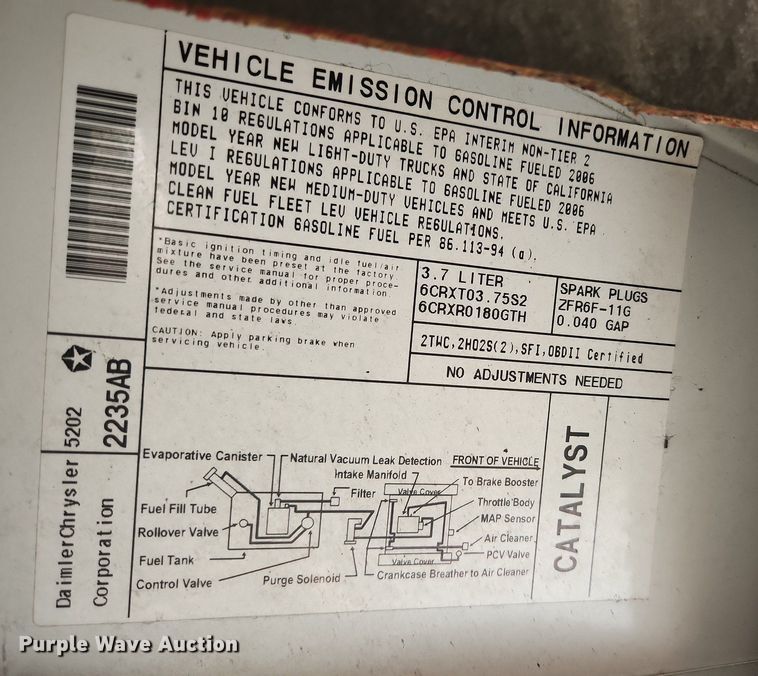 VEHICLE EMISSION CONTROL INFORMATION
THIS VEHICLE CONFORMS TO U.S. EPA INTERIM NON-TIER 2
BIN 10 REGULATIONS APPLICABLE TO GASOLINE FUELED 2006
MODEL YEAR NEW LIGHT-DUTY TRUCKS AND STATE OF CALIFORNIA
LEV I REGULATIONS APPLICABLE TO GASOLINE FUELED 2006
MODEL YEAR NEW MEDIUM-DUTY VEHICLES AND MEETS U.S. EPA
CLEAN FUEL FLEET LEV VEHICLE REGULATIONS.
CERTIFICATION GASOLINE FUEL PER 86.113-94 (a).
*Basic ignition timing and idle fuel/air
mixture have been preset at the factory.
See the service manual for proper proce-
dures and other additional information.
*Adjustments made by other than approved
service manual procedures may violate
federal and state laws.
CAUTION: Apply parking brake when
servicing vehicle.
3.7 LITER
6CRXT03.75S2
6CRXR0180GTH
SPARK PLUGS
ZFR6F-11G
0.040 GAP
2TWC,2HO2S(2),SFI,OBDII Certified
NO ADJUSTMENTS NEEDED
5202
2235AB
DaimlerChrysler
Corporation
Evaporative Canister
Natural Vacuum Leak Detection
FRONT OF VEHICLE
Intake Manifold
To Brake Booster
Filter
Valve Cover
Throttle Body
Fuel Fill Tube
MAP Sensor
Rollover Valve
Air Cleaner
PCV Valve
Fuel Tank
Valve Cover
Control Valve
Purge Solenoid
Crankcase Breather to Air Cleaner
CATALYST
Purple Wave Auction